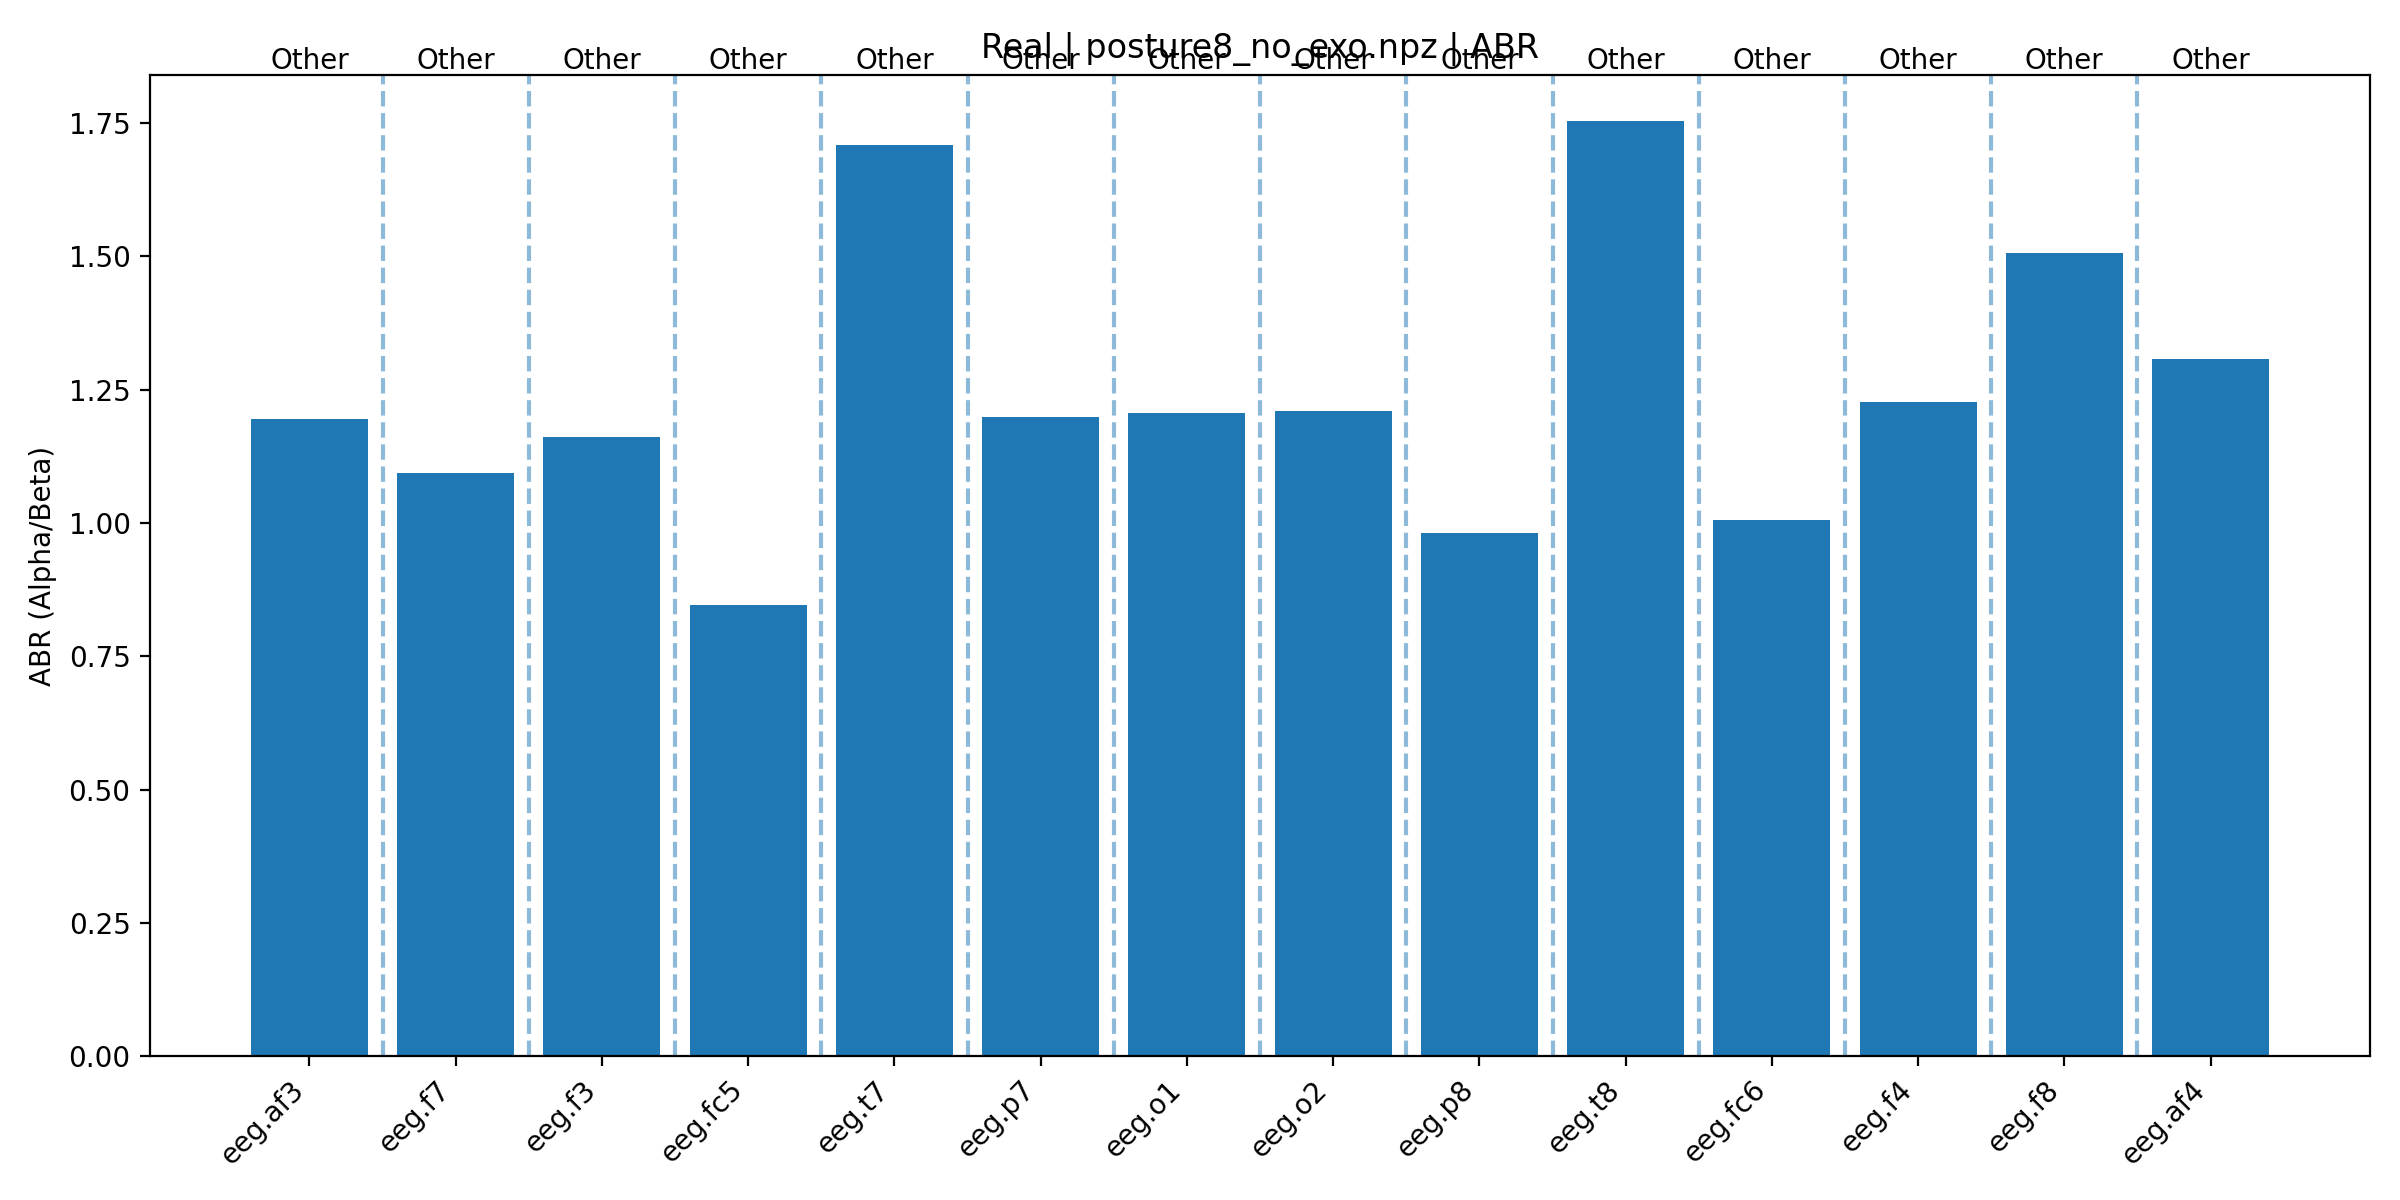 Real | posture8_no_exo.npz | ABR
Other Other Other Other Other Other Other Other Other Other Other Other Other Other
ABR (Alpha/Beta)
1.75
1.50
1.25
1.00
0.75
0.50
0.25
0.00
eeg.af3 eeg.f7 eeg.f3 eeg.fc5 eeg.t7 eeg.p7 eeg.o1 eeg.o2 eeg.p8 eeg.t8 eeg.fc6 eeg.f4 eeg.f8 eeg.af4